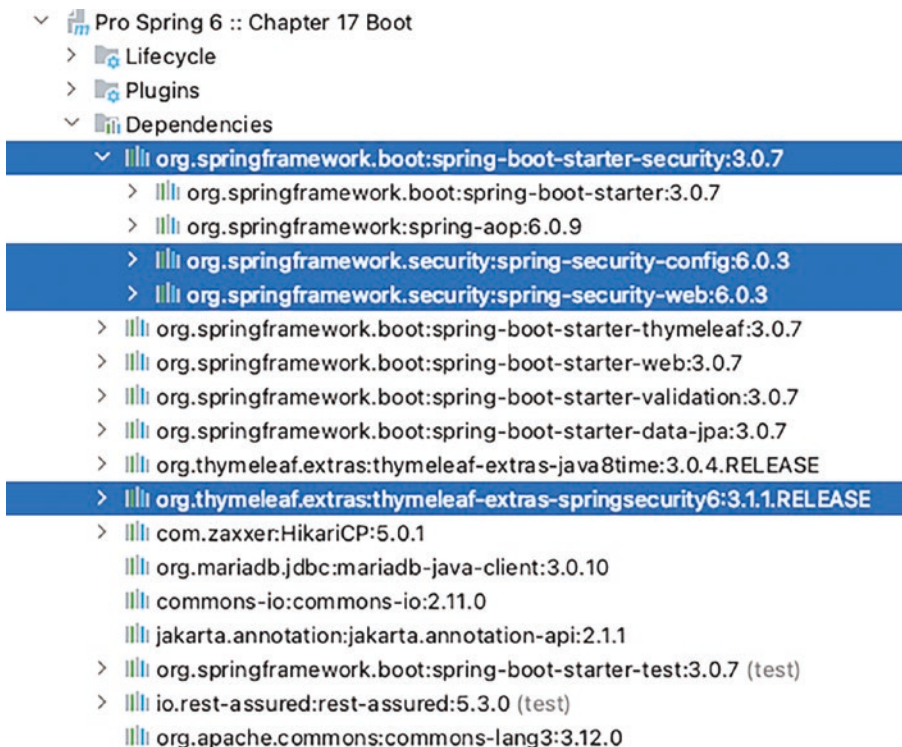 Pro Spring 6 :: Chapter 17 Boot
Lifecycle
Plugins
Dependencies
org.springframework.boot:spring-boot-starter-security:3.0.7
org.springframework.boot:spring-boot-starter:3.0.7
org.springframework:spring-aop:6.0.9
org.springframework.security:spring-security-config:6.0.3
org.springframework.security:spring-security-web:6.0.3
org.springframework.boot:spring-boot-starter-thymeleaf:3.0.7
org.springframework.boot:spring-boot-starter-web:3.0.7
org.springframework.boot:spring-boot-starter-validation:3.0.7
org.springframework.boot:spring-boot-starter-data-jpa:3.0.7
org.thymeleaf.extras:thymeleaf-extras-java8time:3.0.4.RELEASE
org.thymeleaf.extras:thymeleaf-extras-springsecurity6:3.1.1.RELEASE
com.zaxxer:HikariCP:5.0.1
org.mariadb.jdbc:mariadb-java-client:3.0.10
commons-io:commons-io:2.11.0
jakarta.annotation:jakarta.annotation-api:2.1.1
org.springframework.boot:spring-boot-starter-test:3.0.7 (test)
io.rest-assured:rest-assured:5.3.0 (test)
org.apache.commons:commons-lang3:3.12.0